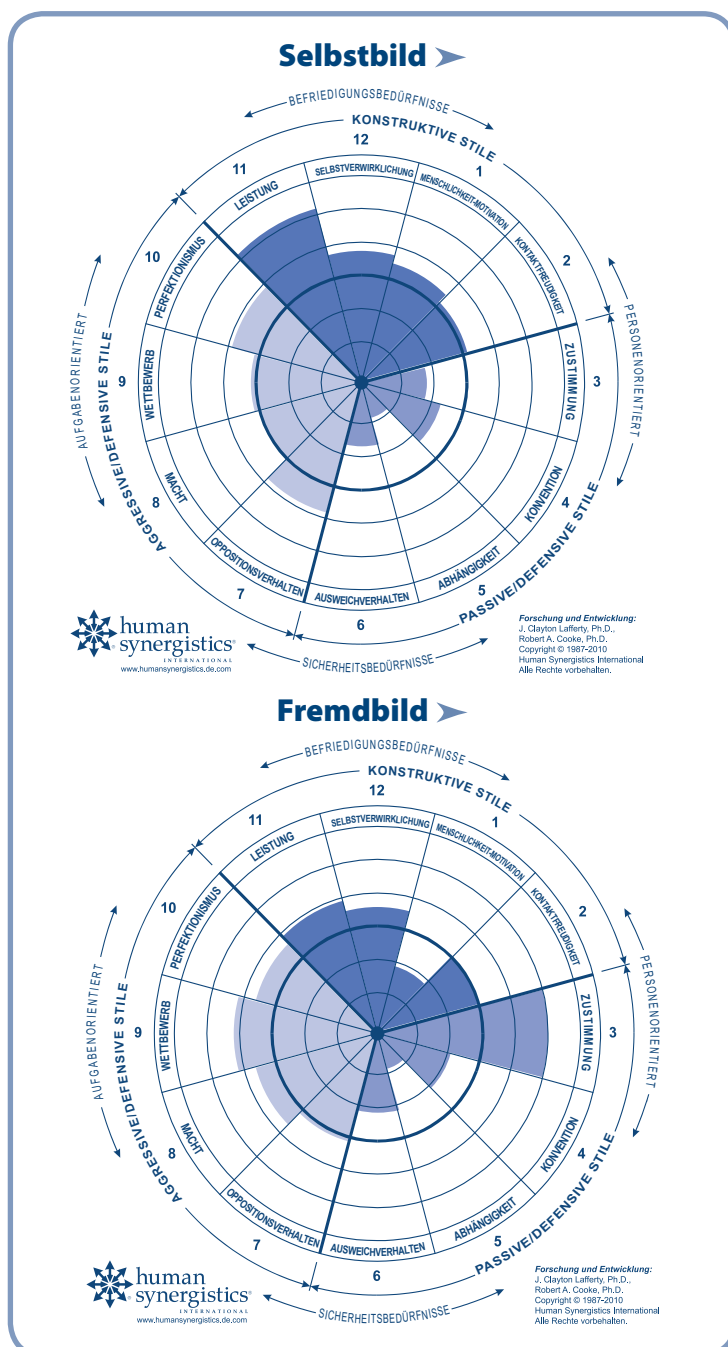 Selbstbild
BEFRIEDIGUNGSBEDÜRFNISSE
KONSTRUKTIVE STILE
12
SELBSTVERWIRKLICHUNG
1
MENSCHLICHKEIT-MOTIVATION
2
KONTAKTFREUDIGKEIT
PERSONENORIENTIERT
3
ZUSTIMMUNG
4
KONVENTION
PASSIVE/DEFENSIVE STILE
5
ABHÄNGIGKEIT
6
AUSWEICHVERHALTEN
SICHERHEITSBEDÜRFNISSE
7
OPPOSITIONSVERHALTEN
8
MACHT
AGGRESSIVE/DEFENSIVE STILE
AUFGABENORIENTIERT
9
WETTBEWERB
10
PERFEKTIONISMUS
11
LEISTUNG
human
synergistics®
INTERNATIONAL
www.humansynergistics.de.com
Forschung und Entwicklung:
J. Clayton Lafferty, Ph.D.,
Robert A. Cooke, Ph.D.
Copyright © 1987-2010
Human Synergistics International
Alle Rechte vorbehalten.
Fremdbild
BEFRIEDIGUNGSBEDÜRFNISSE
KONSTRUKTIVE STILE
12
SELBSTVERWIRKLICHUNG
1
MENSCHLICHKEIT-MOTIVATION
2
KONTAKTFREUDIGKEIT
PERSONENORIENTIERT
3
ZUSTIMMUNG
4
KONVENTION
PASSIVE/DEFENSIVE STILE
5
ABHÄNGIGKEIT
6
AUSWEICHVERHALTEN
SICHERHEITSBEDÜRFNISSE
7
OPPOSITIONSVERHALTEN
8
MACHT
AGGRESSIVE/DEFENSIVE STILE
AUFGABENORIENTIERT
9
WETTBEWERB
10
PERFEKTIONISMUS
11
LEISTUNG
human
synergistics®
INTERNATIONAL
www.humansynergistics.de.com
Forschung und Entwicklung:
J. Clayton Lafferty, Ph.D.,
Robert A. Cooke, Ph.D.
Copyright © 1987-2010
Human Synergistics International
Alle Rechte vorbehalten.